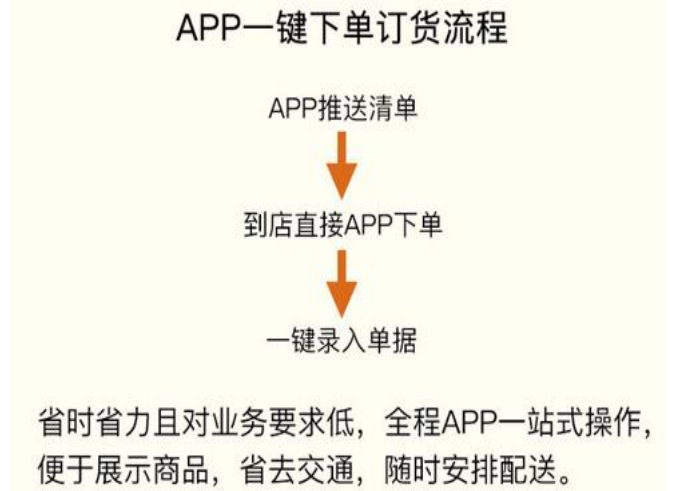 APP一键下单订货流程
APP推送清单
到店直接APP下单
一键录入单据
省时省力且对业务要求低，全程APP一站式操作，
便于展示商品，省去交通，随时安排配送。